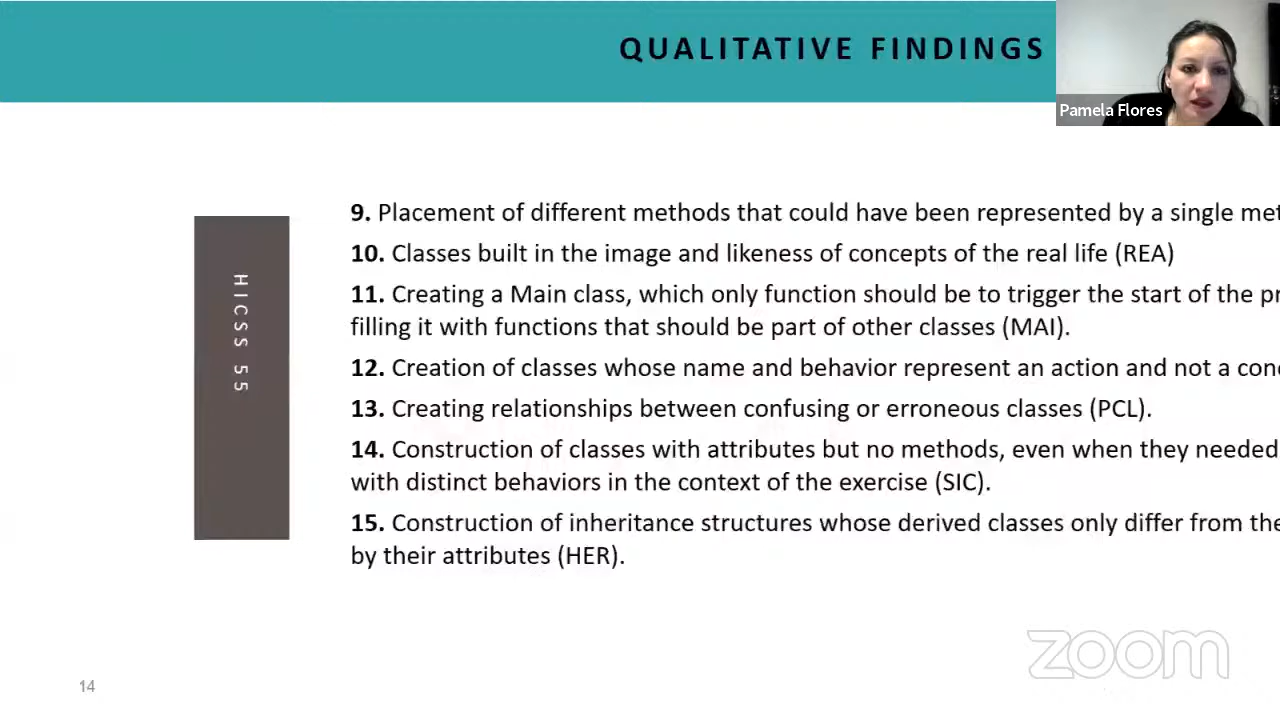 QUALITATIVE FINDINGS
Pamela Flores
HICSS 55
9. Placement of different methods that could have been represented by a single
10. Classes built in the image and likeness of concepts of the real life (REA)
11. Creating a Main class, which only function should be to trigger the start of the
filling it with functions that should be part of other classes (MAI).
12. Creation of classes whose name and behavior represent an action and not a
13. Creating relationships between confusing or erroneous classes (PCL).
14. Construction of classes with attributes but no methods, even when they needed
with distinct behaviors in the context of the exercise (SIC).
15. Construction of inheritance structures whose derived classes only differ from the
by their attributes (HER).
zoom
14